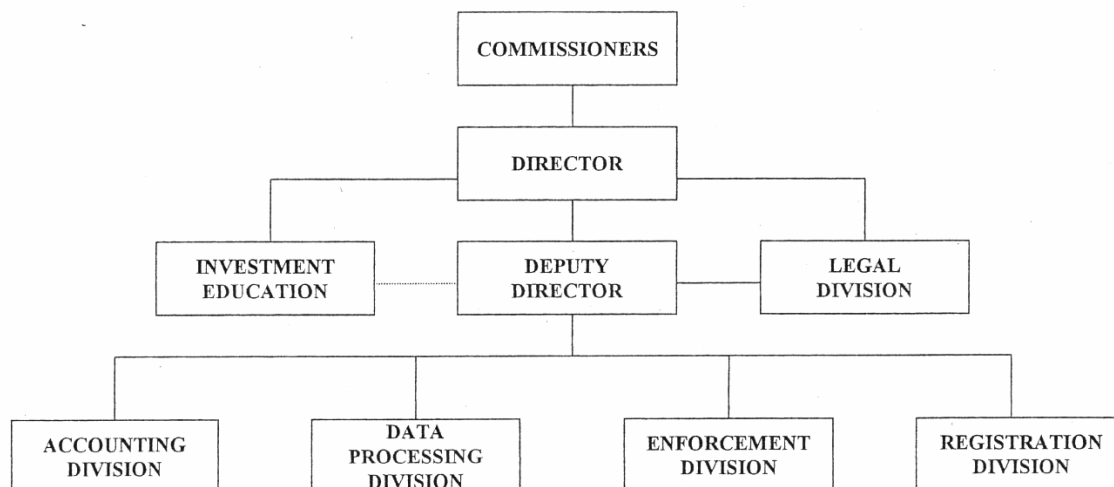 COMMISSIONERS
DIRECTOR
INVESTMENT
EDUCATION
DEPUTY
DIRECTOR
LEGAL
DIVISION
ACCOUNTING
DIVISION
DATA
PROCESSING
DIVISION
ENFORCEMENT
DIVISION
REGISTRATION
DIVISION